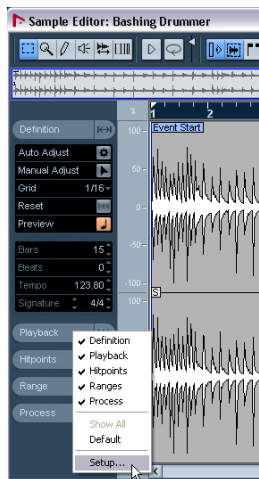 Sample Editor: Bashing Drummer
%
1
2
Definition
100
Event Start
Auto Adjust
Manual Adjust
50
Grid 1/16
Reset
0
Preview
Bars 15
-50
Beats 0
Tempo 123.80
-100
Signature 4/4
S
100
Playback
Hitpoints
Range
Process
✓ Definition
✓ Playback
✓ Hitpoints
✓ Ranges
✓ Process
Show All
Default
Setup...